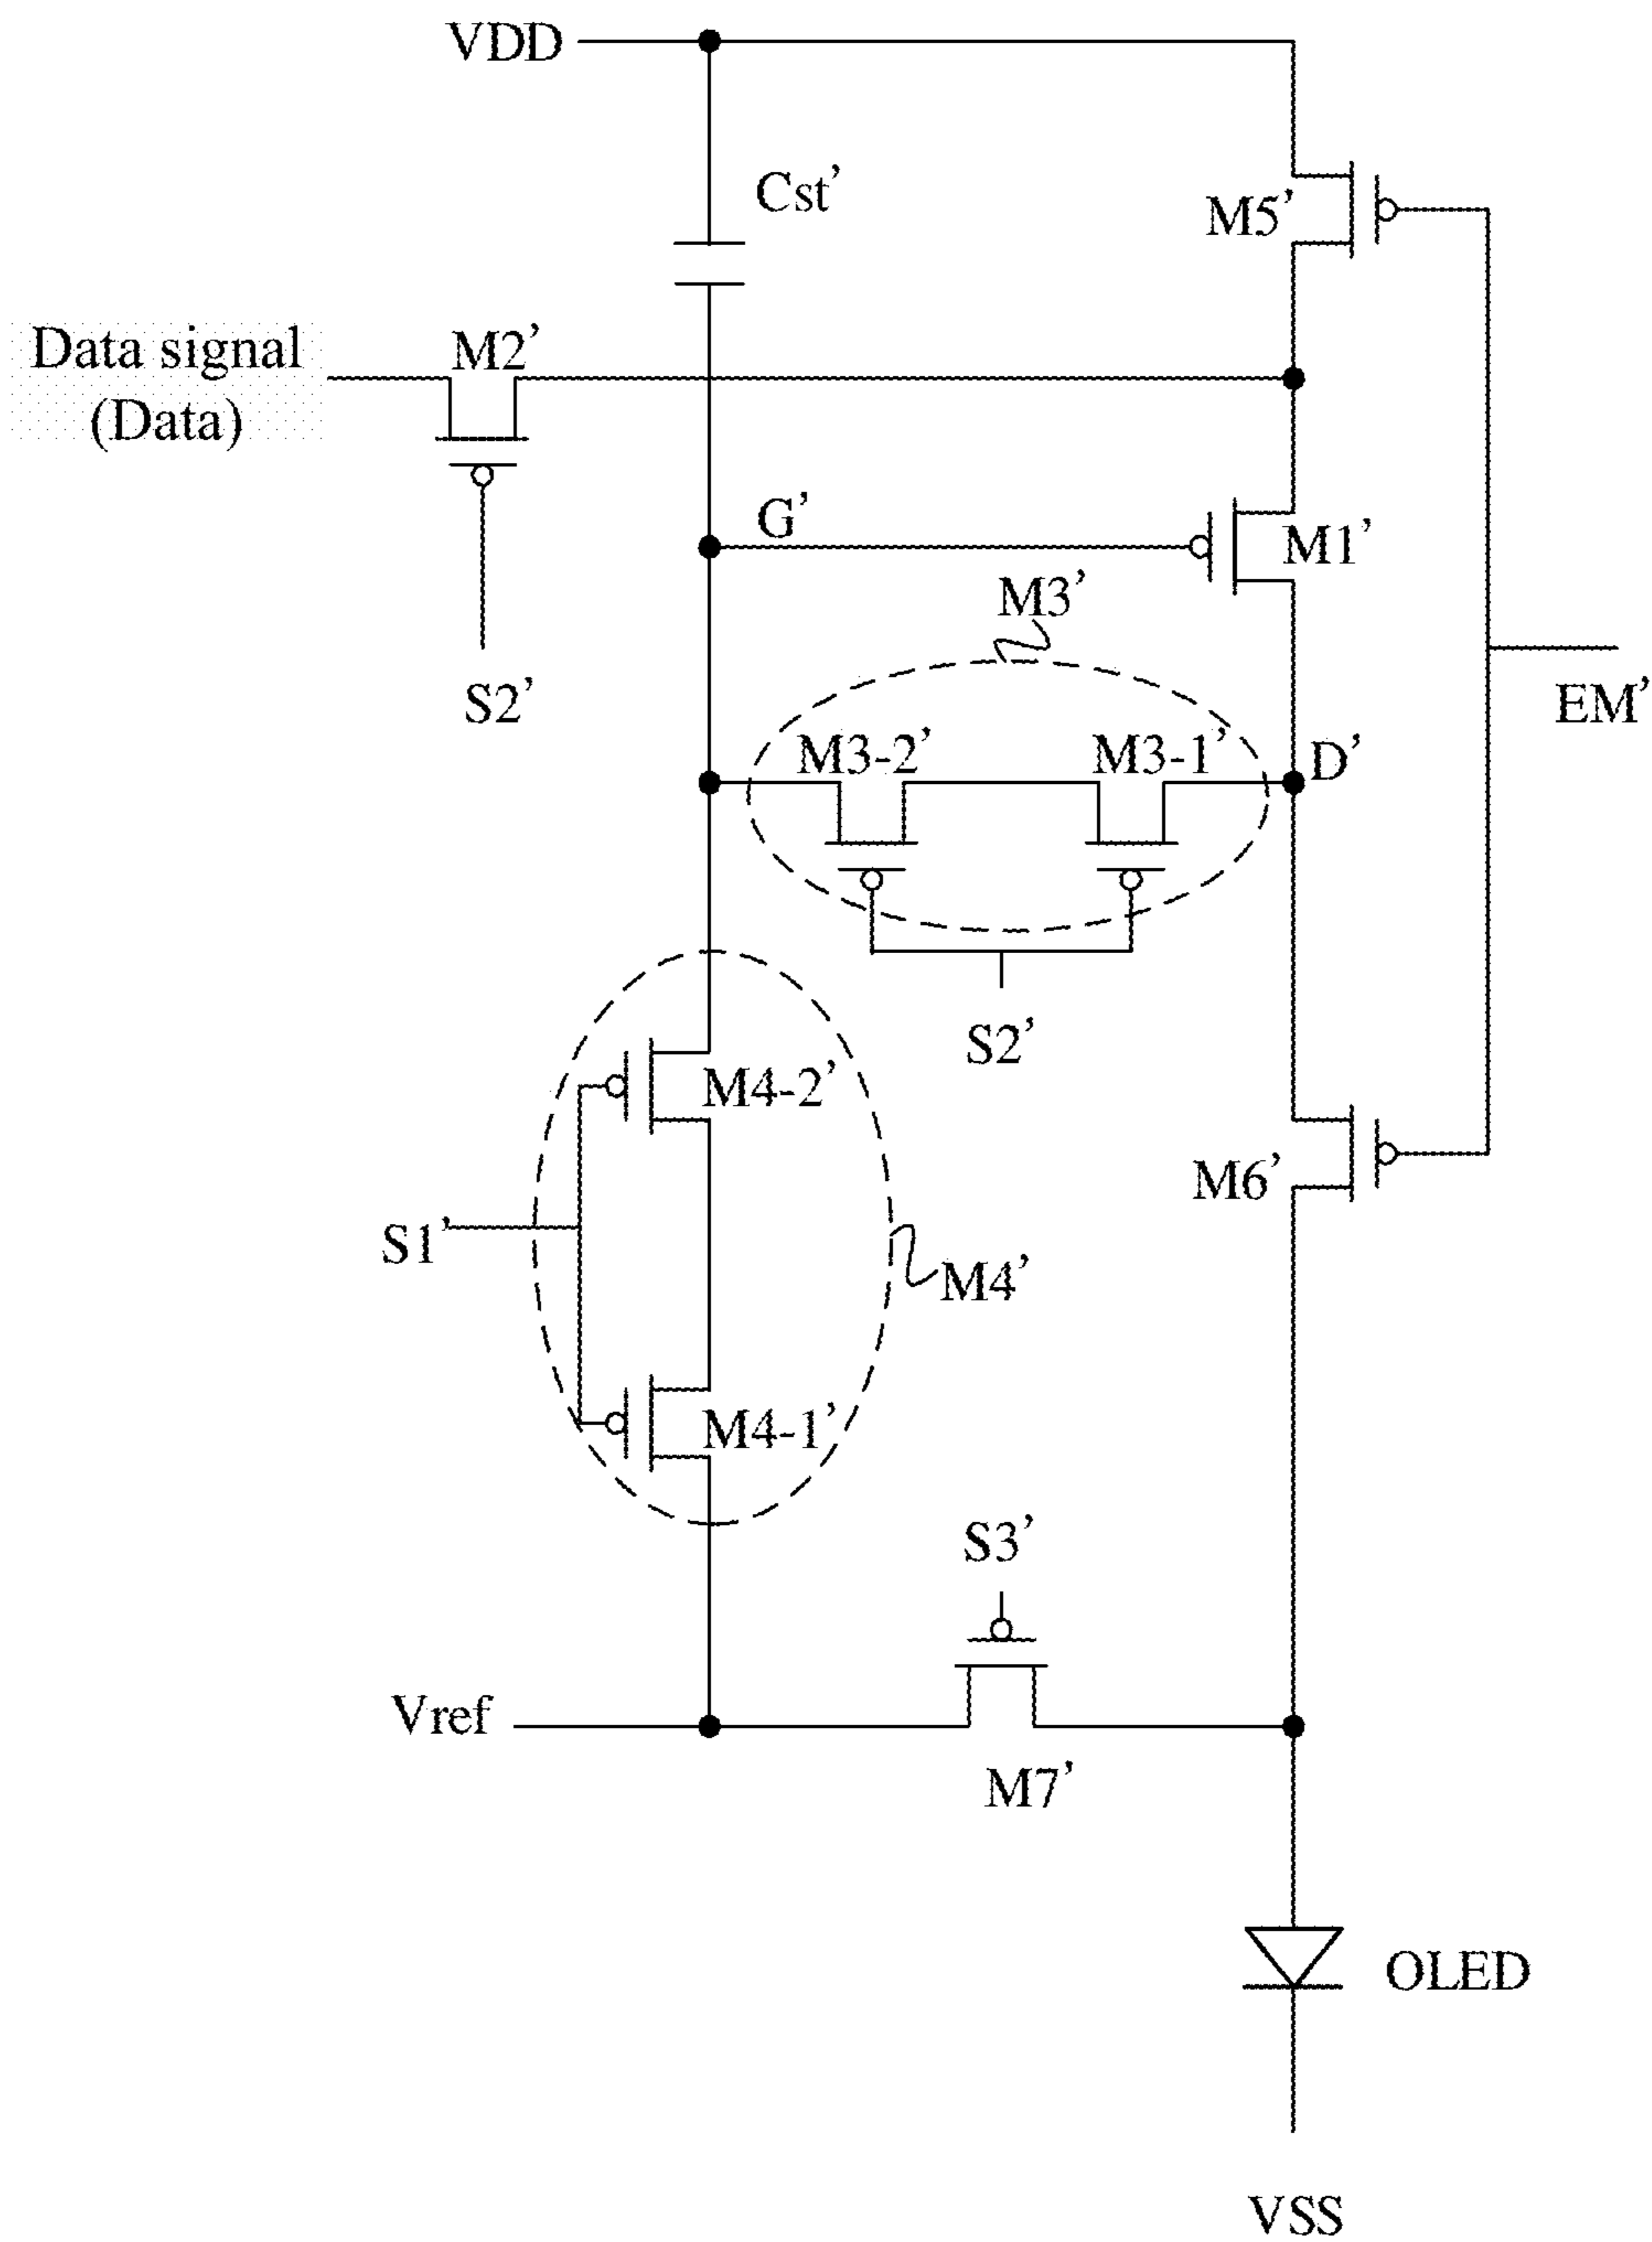 VDD
Cst’
M5’
Data signal
(Data)
M2’
G’
M1’
M3’
S2’
EM’
M3-2’
M3-1’
D’
S2’
M4-2’
M6’
S1’
M4’
M4-1’
S3’
Vref
M7’
OLED
VSS